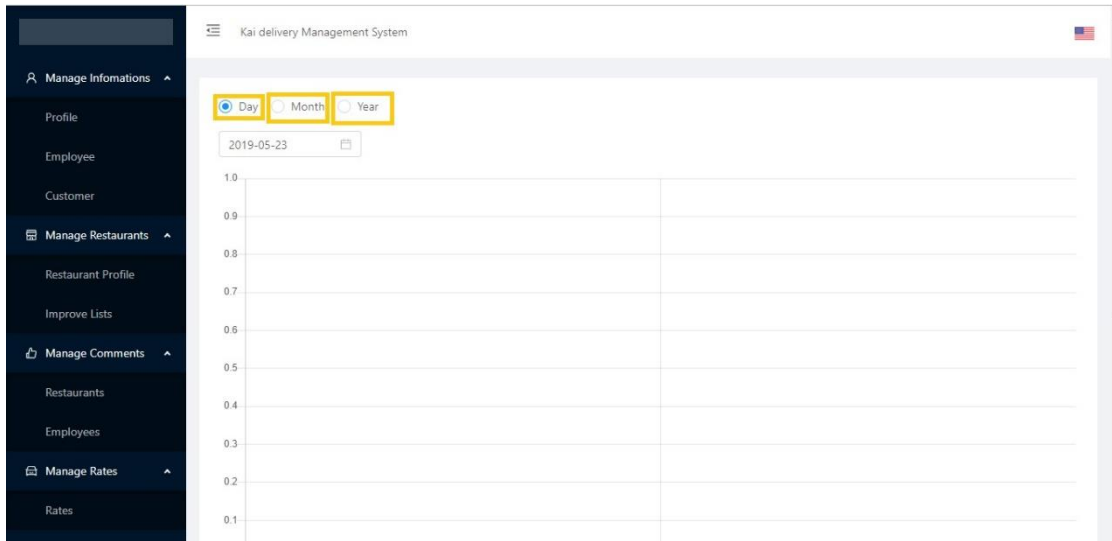 Kai delivery Management System
Manage Infomations
Profile
Employee
Customer
Manage Restaurants
Restaurant Profile
Improve Lists
Manage Comments
Restaurants
Employees
Manage Rates
Rates
Day Month Year
2019-05-23
1.0
0.9
0.8
0.7
0.6
0.5
0.4
0.3
0.2
0.1